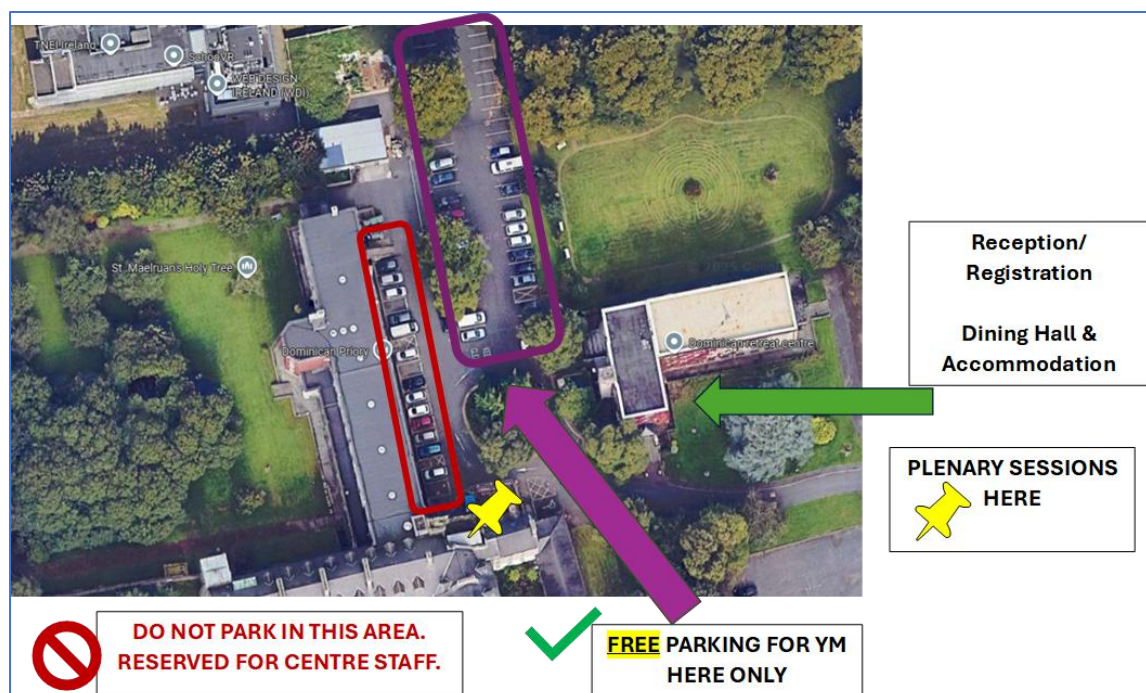 TNEI Ireland
SchooVR
WEB DESIGN
IRELAND (WDI)
St. Maelruan's Holy Tree
Dominican Priory
Dominican retreat centre
Reception/
Registration
Dining Hall &
Accommodation
PLENARY SESSIONS
HERE
DO NOT PARK IN THIS AREA.
RESERVED FOR CENTRE STAFF.
FREE PARKING FOR YM
HERE ONLY